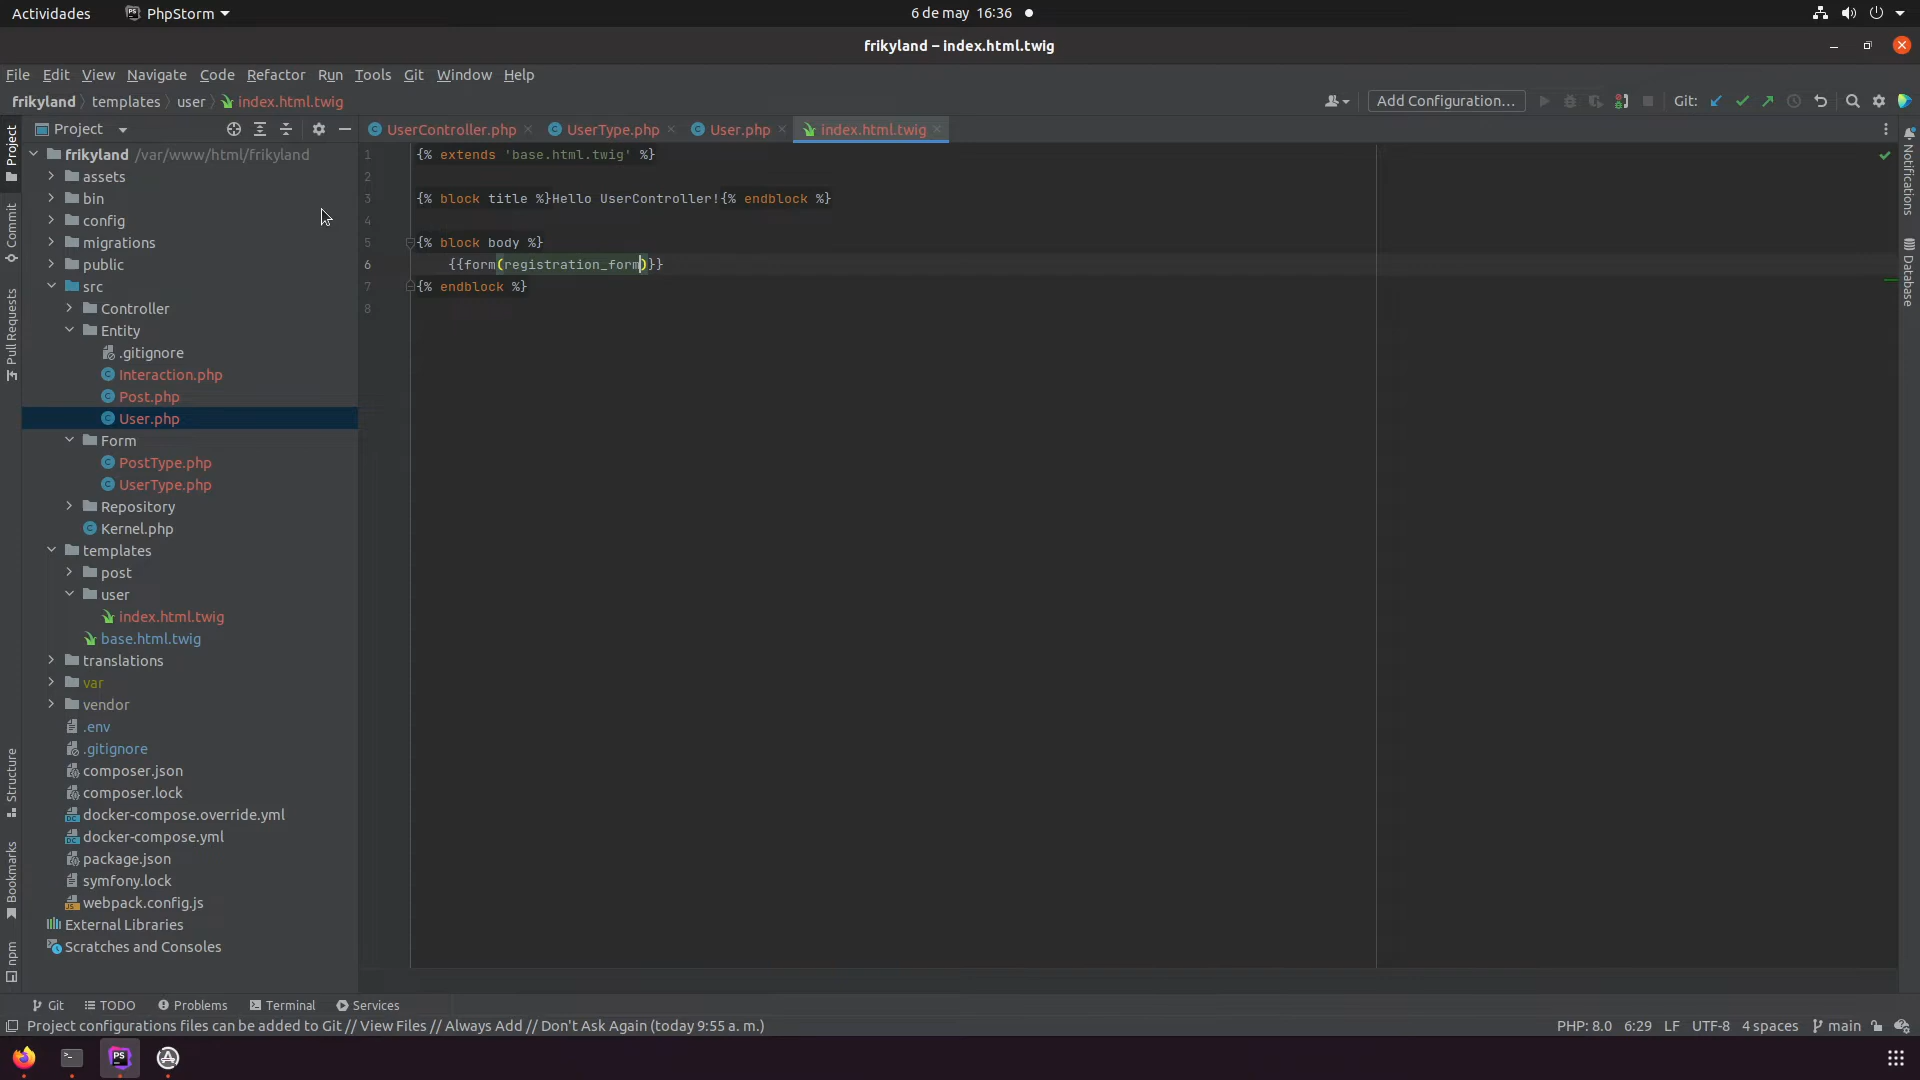 Actividades
PhpStorm
6 de may 16:36
frikyland – index.html.twig
File Edit View Navigate Code Refactor Run Tools Git Window Help
frikyland templates user index.html.twig
Add Configuration...
Git:
Project
UserController.php
UserType.php
User.php
index.html.twig
Project
Commit
Pull Requests
Structure
Bookmarks
npm
frikyland /var/www/html/frikyland
assets
bin
config
migrations
public
src
Controller
Entity
.gitignore
Interaction.php
Post.php
User.php
Form
PostType.php
UserType.php
Repository
Kernel.php
templates
post
user
index.html.twig
base.html.twig
translations
var
vendor
.env
.gitignore
composer.json
composer.lock
docker-compose.override.yml
docker-compose.yml
package.json
symfony.lock
webpack.config.js
External Libraries
Scratches and Consoles
1 {% extends 'base.html.twig' %}
2
3 {% block title %}Hello UserController!{% endblock %}
4
5 {% block body %}
6 {{form(registration_form)}}
7 {% endblock %}
8
Notifications
Database
Git TODO Problems Terminal Services
Project configurations files can be added to Git // View Files // Always Add // Don't Ask Again (today 9:55 a. m.)
PHP: 8.0 6:29 LF UTF-8 4 spaces main